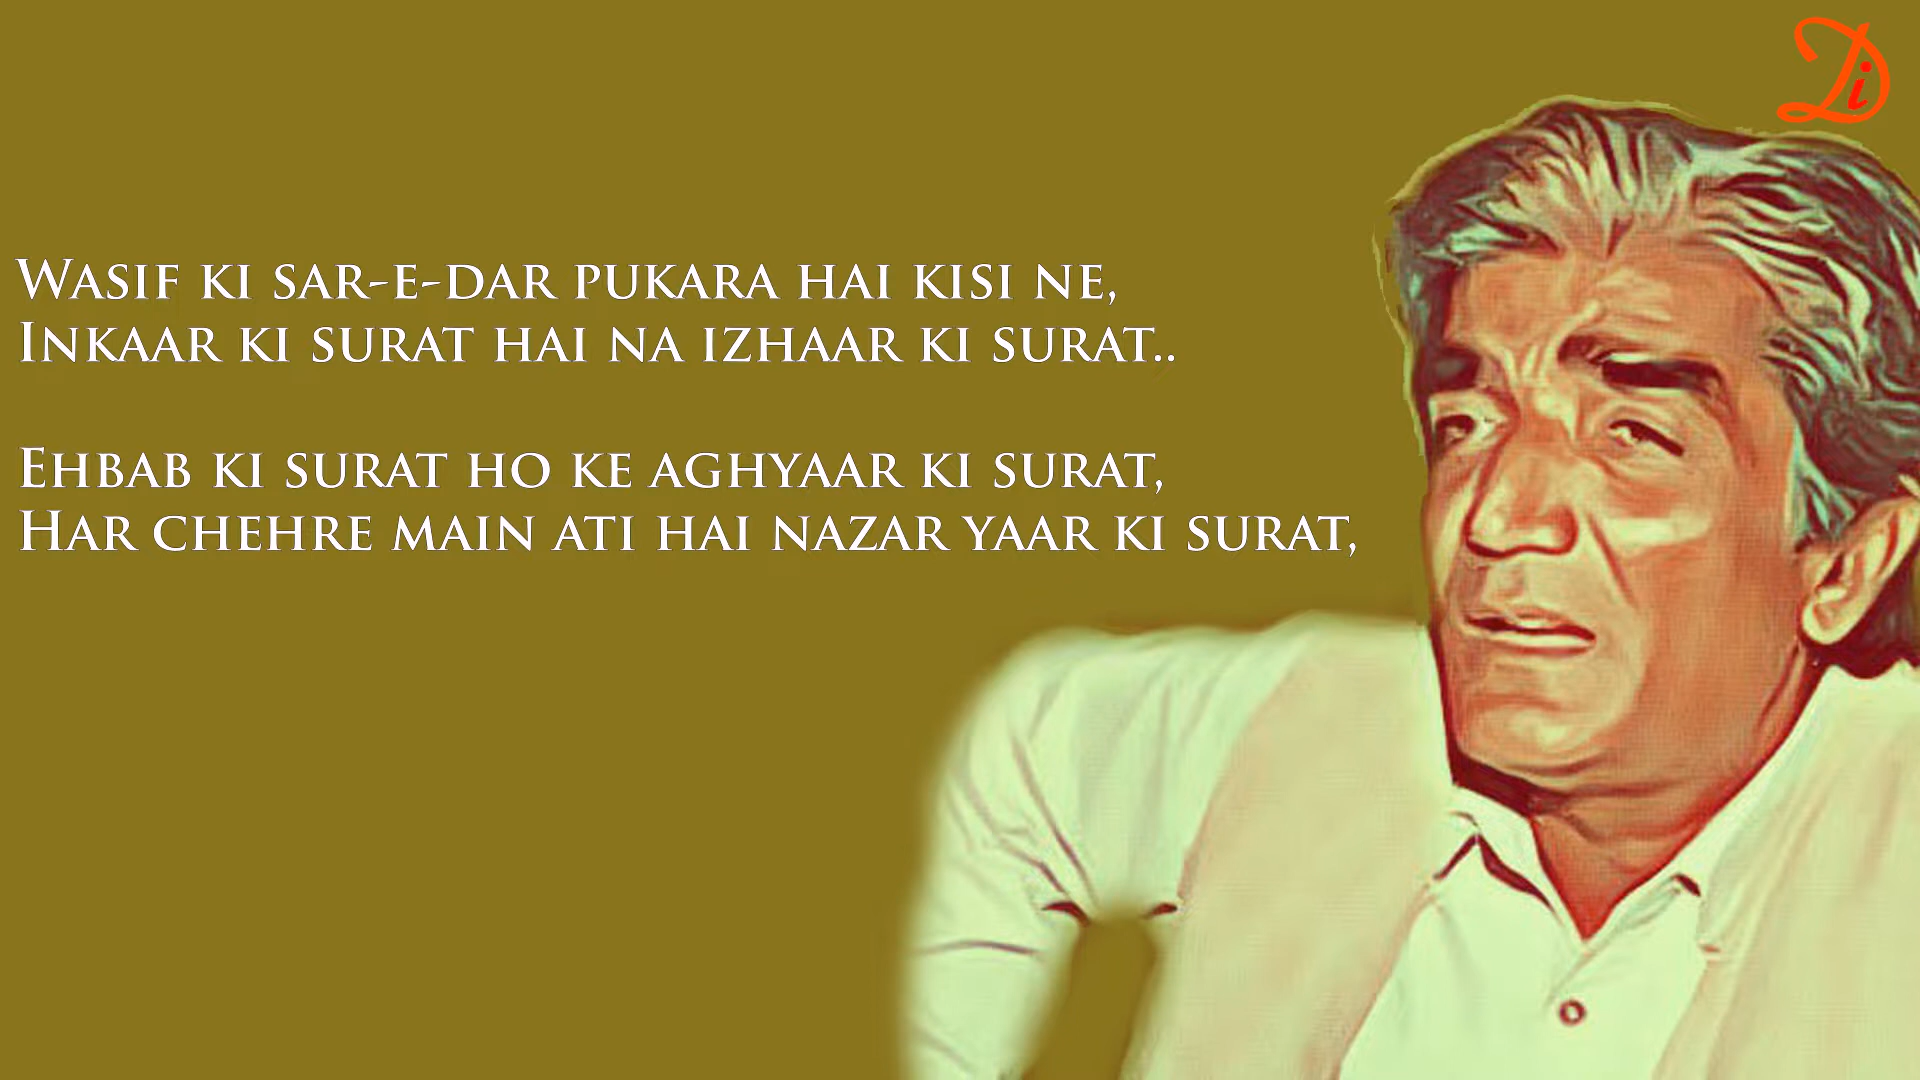 Di
Wasif ki sar-e-dar pukara hai kisi ne,
Inkaar ki surat hai na izhaar ki surat..
Ehbab ki surat ho ke aghyaar ki surat,
Har chehre main ati hai nazar yaar ki surat,